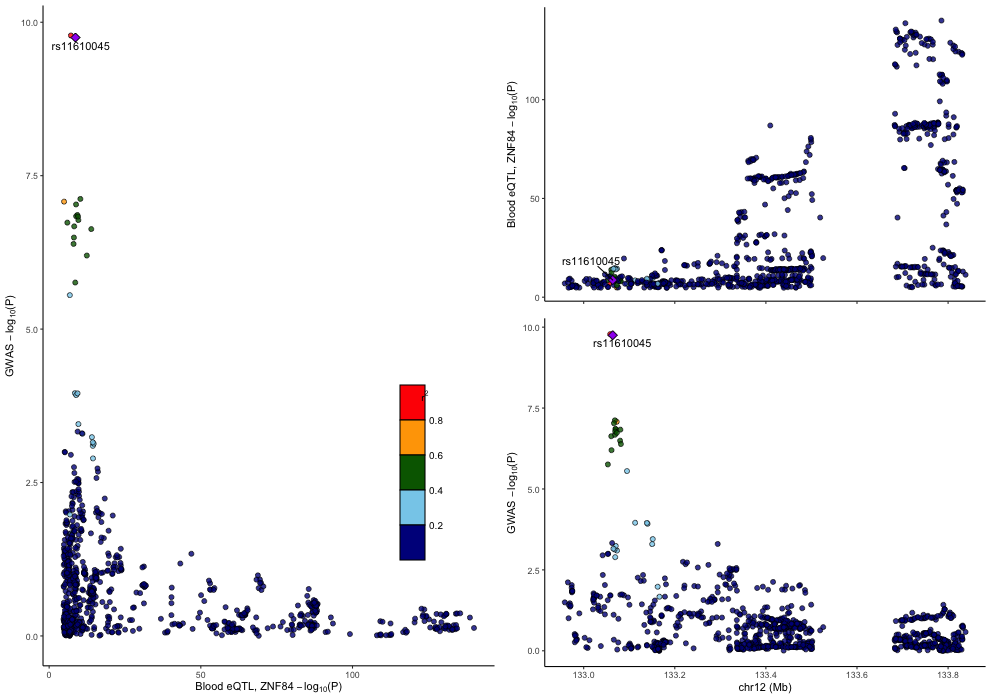 10.0
7.5
5.0
2.5
0.0
GWAS − log₁₀(P)
rs11610045
r²
0.8
0.6
0.4
0.2
0
50
100
Blood eQTL, ZNF84 − log₁₀(P)
100
50
0
Blood eQTL, ZNF84 − log₁₀(P)
rs11610045
10.0
7.5
5.0
2.5
0.0
GWAS − log₁₀(P)
rs11610045
133.0
133.2
133.4
133.6
133.8
chr12 (Mb)